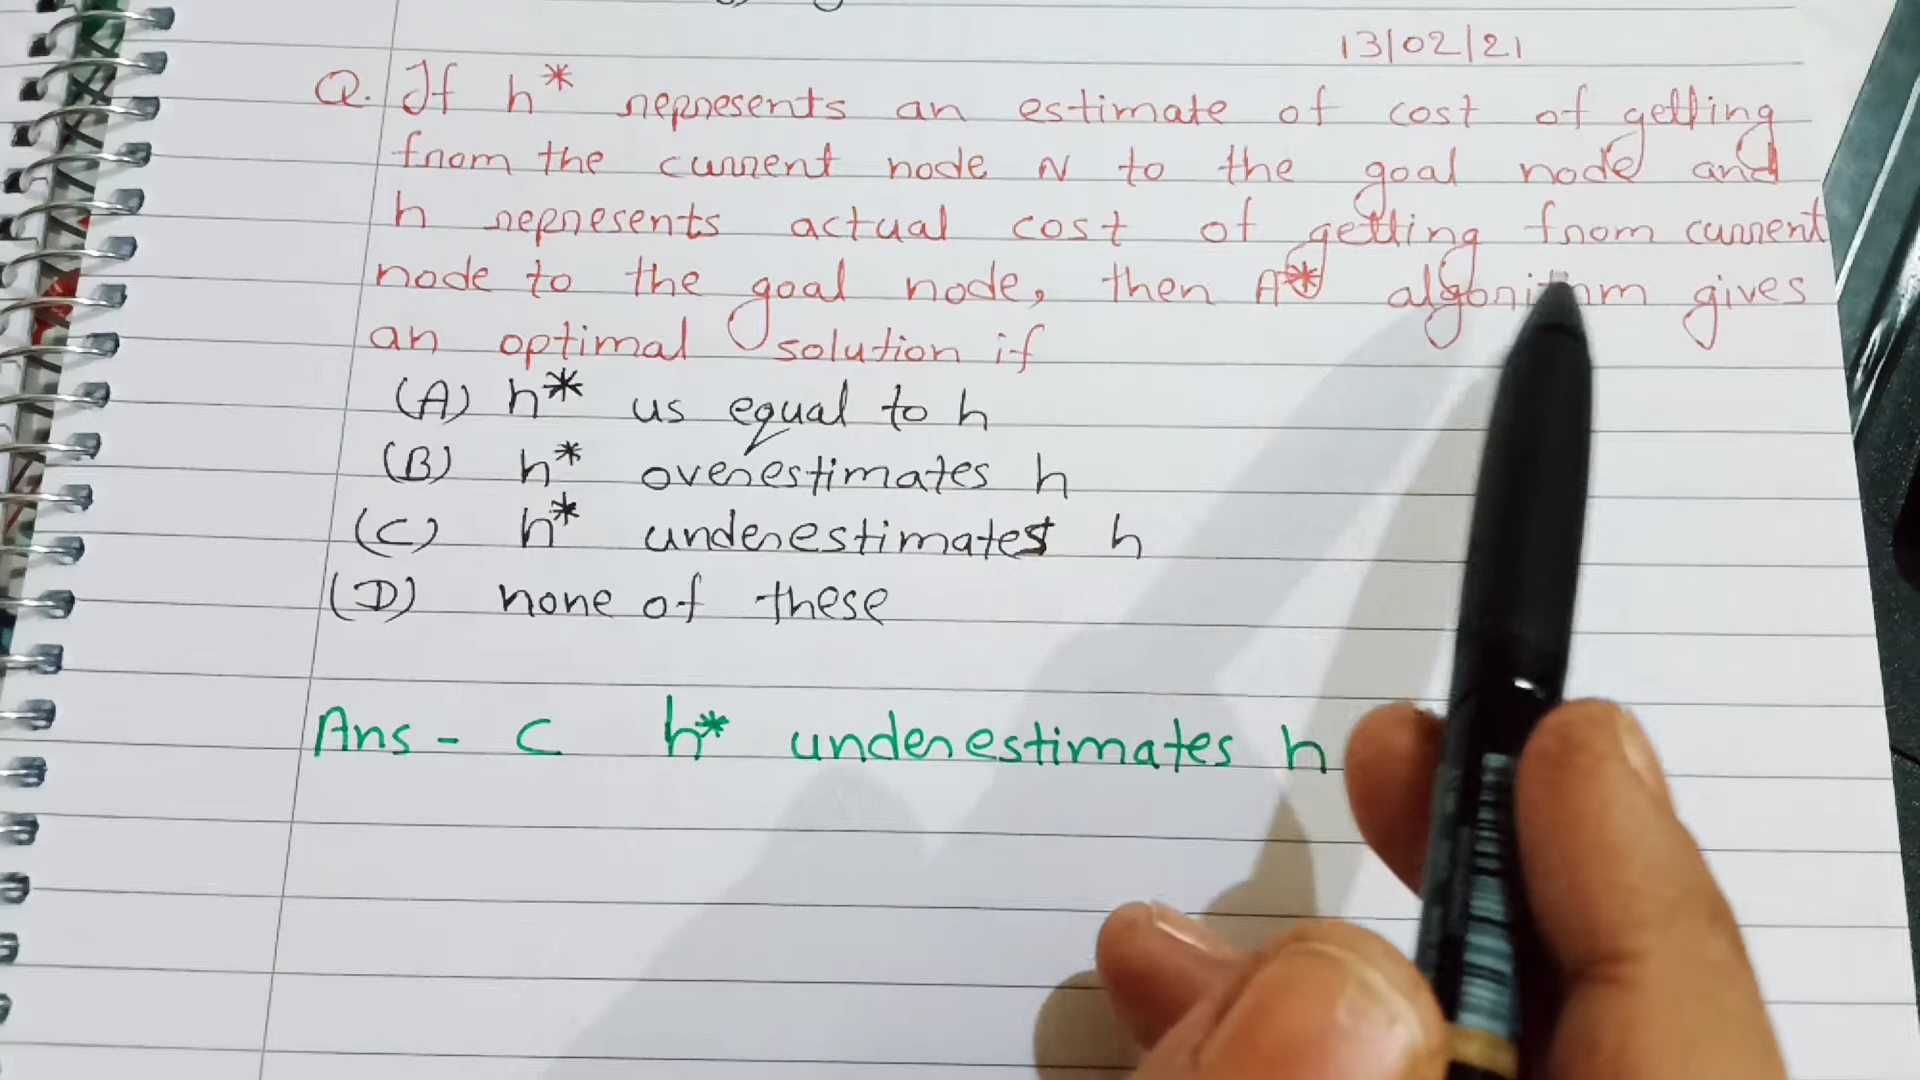 13/02/21
Q. If h* represents an estimate of cost of getting
from the current node N to the goal node and
h represents actual cost of getting from current
node to the goal node, then A* algorithm gives
an optimal solution if
(A) h* us equal to h
(B) h* overestimates h
(C) h* underestimates h
(D) none of these
Ans - C h* underestimates h